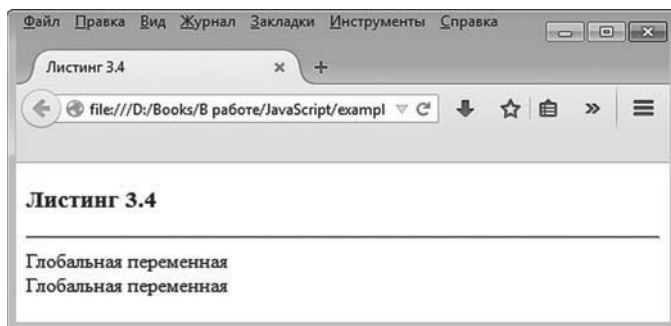 Файл Правка Вид Журнал Закладки Инструменты Справка
Листинг 3.4
file:///D:/Books/В работе/JavaScript/exampl
Листинг 3.4
Глобальная переменная
Глобальная переменная